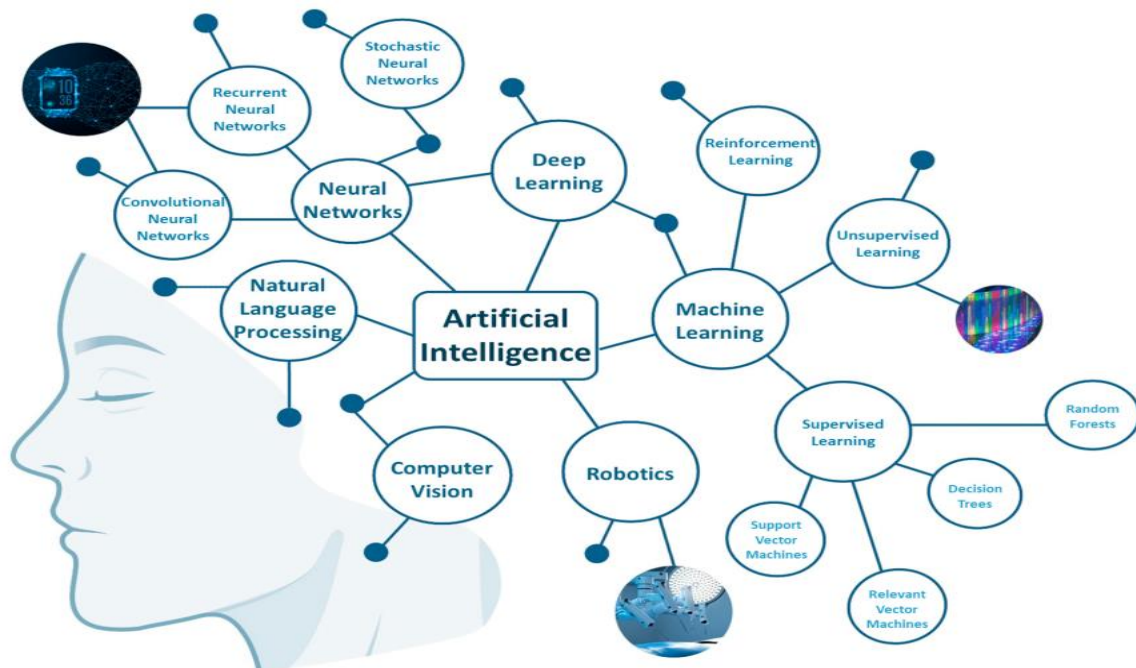 Stochastic
Neural
Networks
Recurrent
Neural
Networks
10
36
Deep
Learning
Reinforcement
Learning
Neural
Networks
Convolutional
Neural
Networks
Unsupervised
Learning
Natural
Language
Processing
Artificial
Intelligence
Machine
Learning
Random
Forests
Supervised
Learning
Computer
Vision
Robotics
Decision
Trees
Support
Vector
Machines
Relevant
Vector
Machines